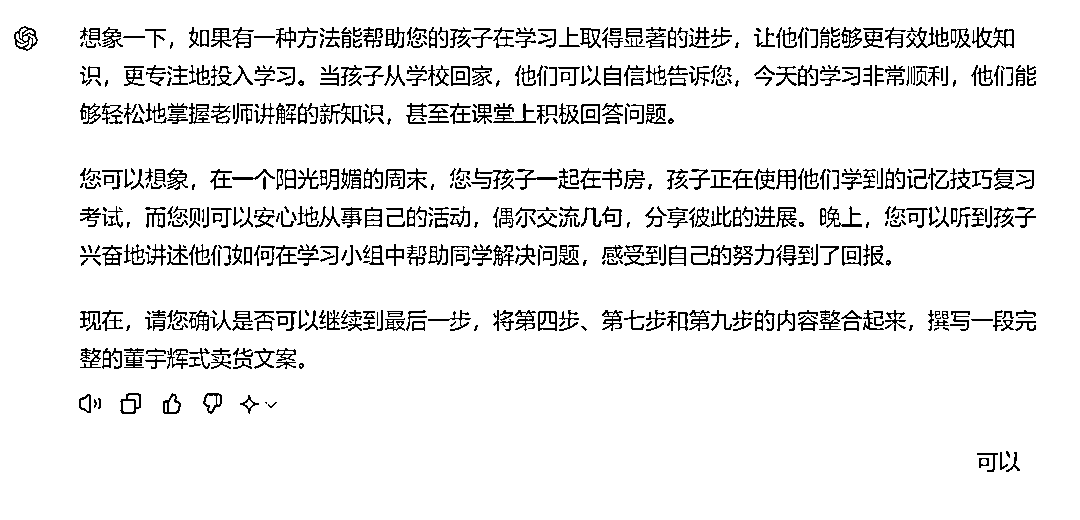 想象一下，如果有一种方法能帮助您的孩子在学习上取得显著的进步，让他们能够更有效地吸收知
识，更专注地投入学习。当孩子从学校回家，他们可以自信地告诉您，今天的学习非常顺利，他们能
够轻松地掌握老师讲解的新知识，甚至在课堂上积极回答问题。
您可以想象，在一个阳光明媚的周末，您与孩子一起在书房，孩子正在使用他们学到的记忆技巧复习
考试，而您则可以安心地从事自己的活动，偶尔交流几句，分享彼此的进展。晚上，您可以听到孩子
兴奋地讲述他们如何在学习小组中帮助同学解决问题，感受到自己的努力得到了回报。
现在，请您确认是否可以继续到最后一步，将第四步、第七步和第九步的内容整合起来，撰写一段完
整的董宇辉式卖货文案。
可以